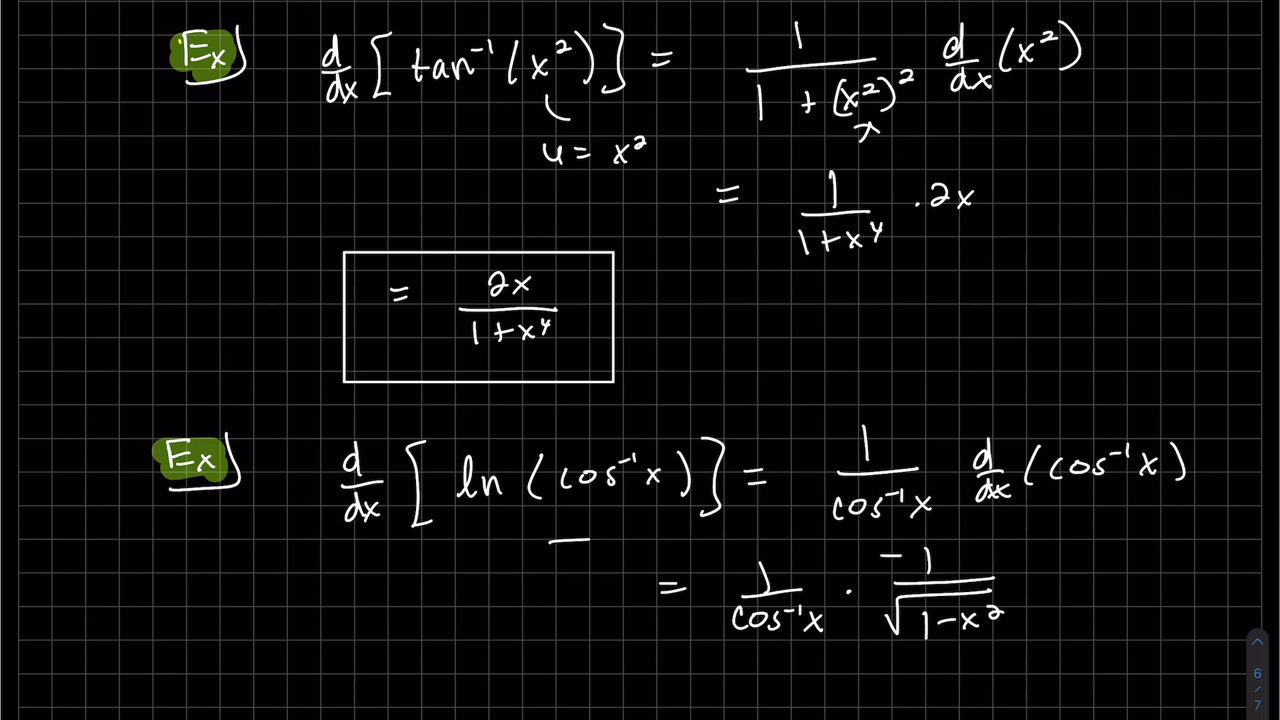 Ex) d/dx [ tan⁻¹ (x²) ] = 1/(1 + (x²)²) d/dx (x²)
u = x²
= 1/(1+x⁴) · 2x
= 2x/(1+x⁴)
Ex) d/dx [ ln (cos⁻¹x) ] = 1/(cos⁻¹x) d/dx (cos⁻¹x)
= 1/(cos⁻¹x) · −1/√(1−x²)
6
/
7